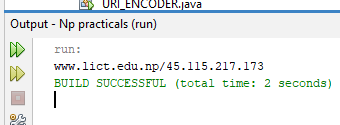 URI_ENCODER.java
Output - Np practicals (run)
run:
www.lict.edu.np/45.115.217.173
BUILD SUCCESSFUL (total time: 2 seconds)